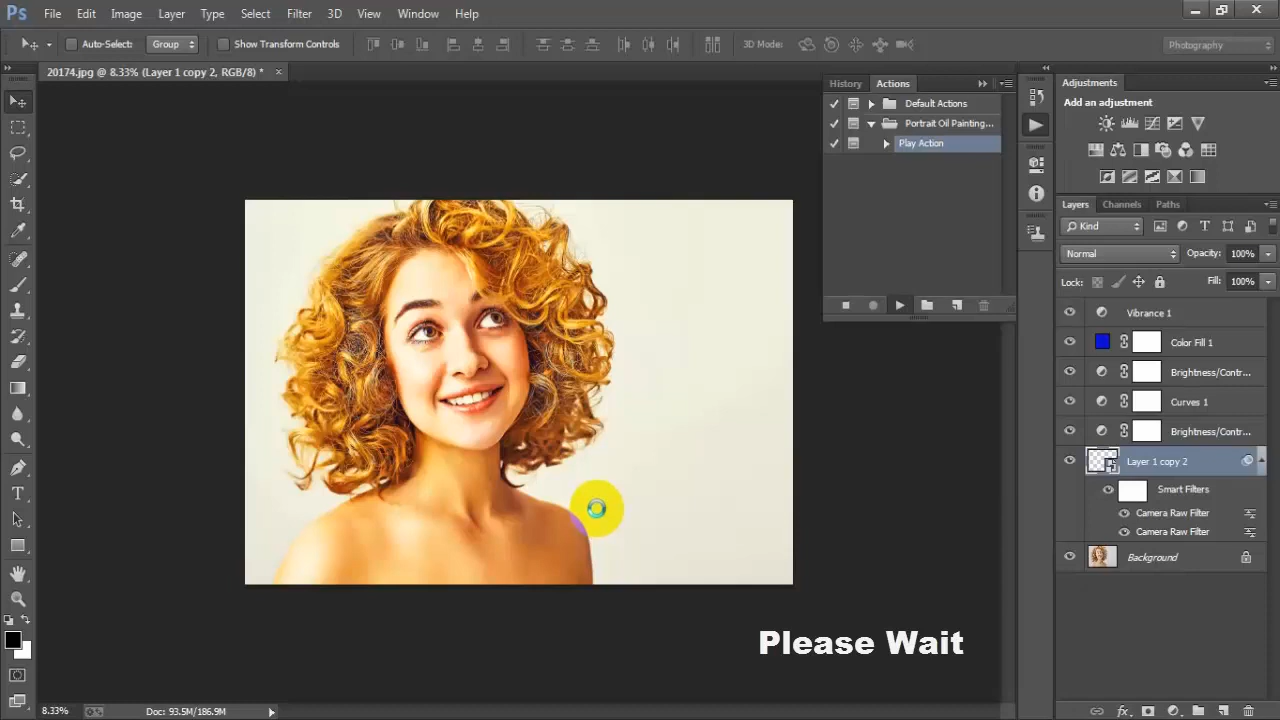 Ps File Edit Image Layer Type Select Filter 3D View Window Help
Auto-Select: Group Show Transform Controls 3D Mode: Photography
20174.jpg @ 8.33% (Layer 1 copy 2, RGB/8) * ×
History Actions
Default Actions
Portrait Oil Painting...
Play Action
Adjustments
Add an adjustment
Layers Channels Paths
Kind
Normal Opacity: 100%
Lock: Fill: 100%
Vibrance 1
Color Fill 1
Brightness/Contr...
Curves 1
Brightness/Contr...
Layer 1 copy 2
Smart Filters
Camera Raw Filter
Camera Raw Filter
Background
Please Wait
8.33% Doc: 93.5M/186.9M